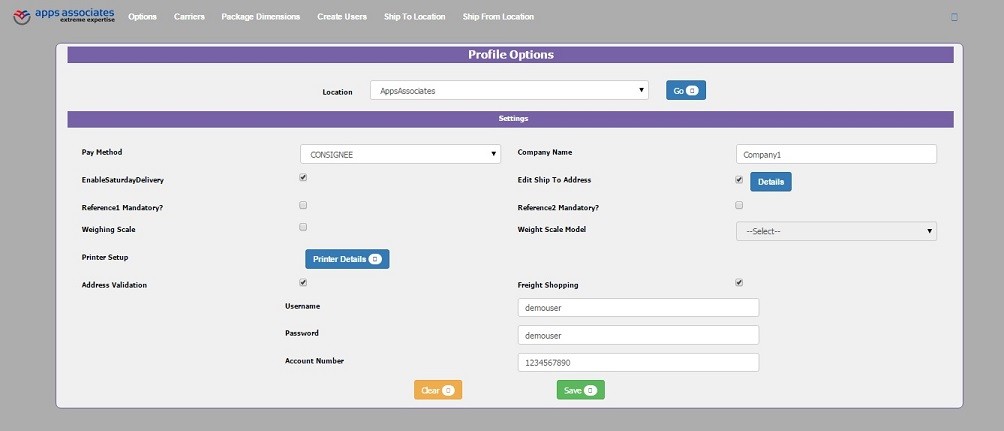 apps associates
extreme expertise
Options Carriers Package Dimensions Create Users Ship To Location Ship From Location
Profile Options
Location AppsAssociates Go
Settings
Pay Method CONSIGNEE Company Name Company1
EnableSaturdayDelivery Edit Ship To Address Details
Reference1 Mandatory? Reference2 Mandatory?
Weighing Scale Weight Scale Model --Select--
Printer Setup Printer Details
Address Validation Freight Shopping
Username demouser
Password demouser
Account Number 1234567890
Clear Save